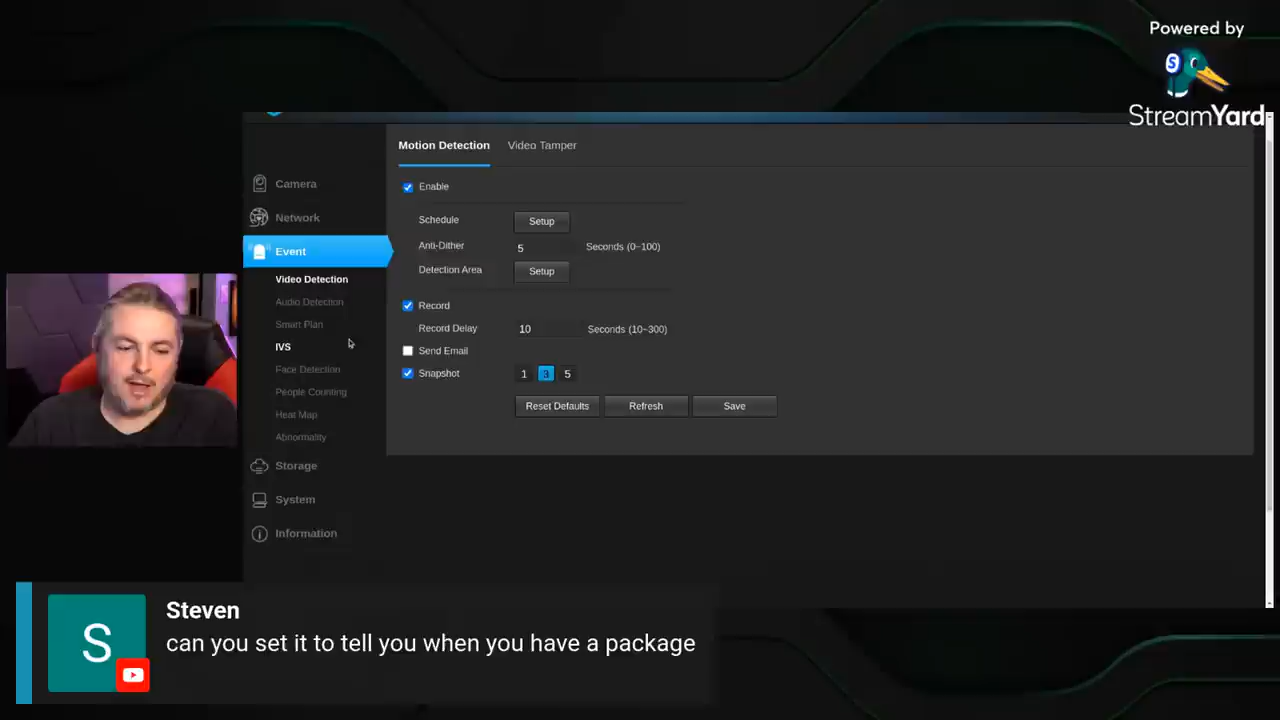 Powered by
StreamYard
Motion Detection Video Tamper
Camera
Network
Event
Video Detection
Audio Detection
Smart Plan
IVS
Face Detection
People Counting
Heat Map
Abnormality
Storage
System
Information
Enable
Schedule Setup
Anti-Dither 5 Seconds (0~100)
Detection Area Setup
Record
Record Delay 10 Seconds (10~300)
Send Email
Snapshot 1 3 5
Reset Defaults Refresh Save
S
Steven
can you set it to tell you when you have a package